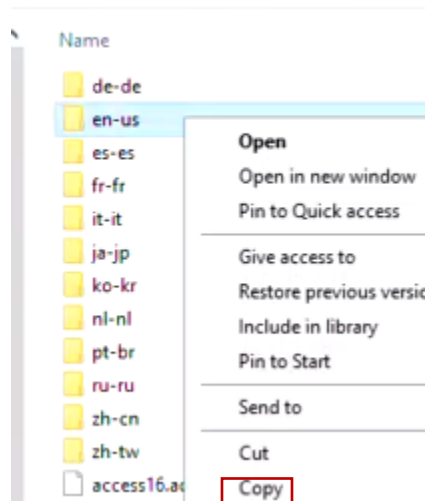 Name
de-de
en-us
es-es
fr-fr
it-it
ja-jp
ko-kr
nl-nl
pt-br
ru-ru
zh-cn
zh-tw
access16.ac
Open
Open in new window
Pin to Quick access
Give access to
Restore previous versio
Include in library
Pin to Start
Send to
Cut
Copy